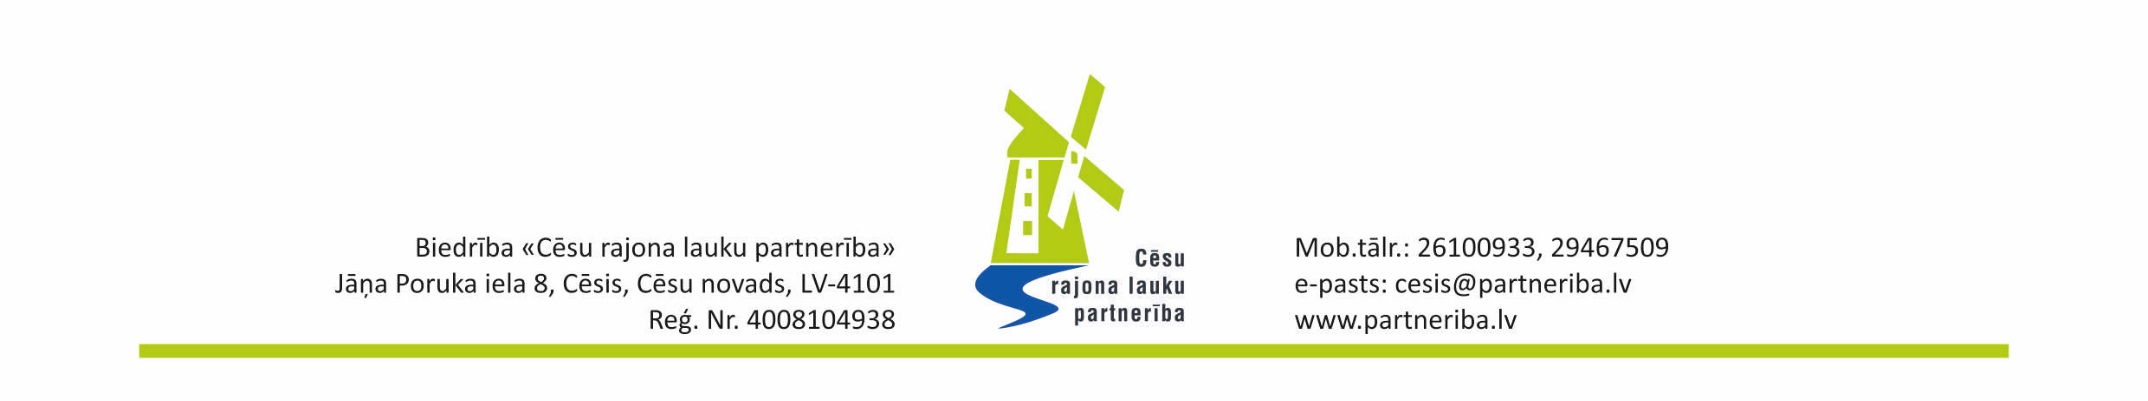 Biedrība «Cēsu rajona lauku partnerība»
Jāņa Poruka iela 8, Cēsis, Cēsu novads, LV-4101
Reģ. Nr. 4008104938
Cēsu
rajona lauku
partnerība
Mob.tālr.: 26100933, 29467509
e-pasts: cesis@partneriba.lv
www.partneriba.lv